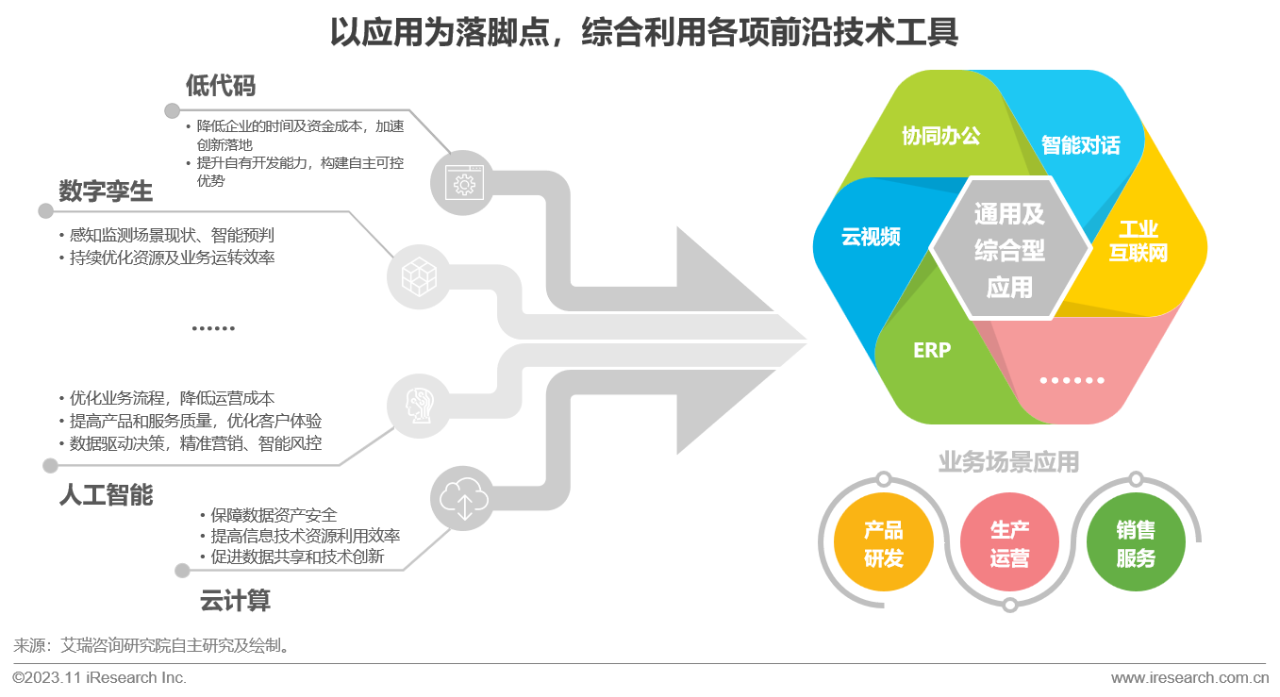 以应用为落脚点，综合利用各项前沿技术工具
低代码
• 降低企业的时间及资金成本，加速
创新落地
• 提升自有开发能力，构建自主可控
优势
数字孪生
• 感知监测场景现状、智能预判
• 持续优化资源及业务运转效率
……
• 优化业务流程，降低运营成本
• 提高产品和服务质量，优化客户体验
• 数据驱动决策，精准营销、智能风控
人工智能
• 保障数据资产安全
• 提高信息技术资源利用效率
• 促进数据共享和技术创新
云计算
协同办公
智能对话
云视频
通用及
综合型
应用
工业
互联网
ERP
……
业务场景应用
产品
研发
生产
运营
销售
服务
来源：艾瑞咨询研究院自主研究及绘制。
©2023.11 iResearch Inc.
www.iresearch.com.cn